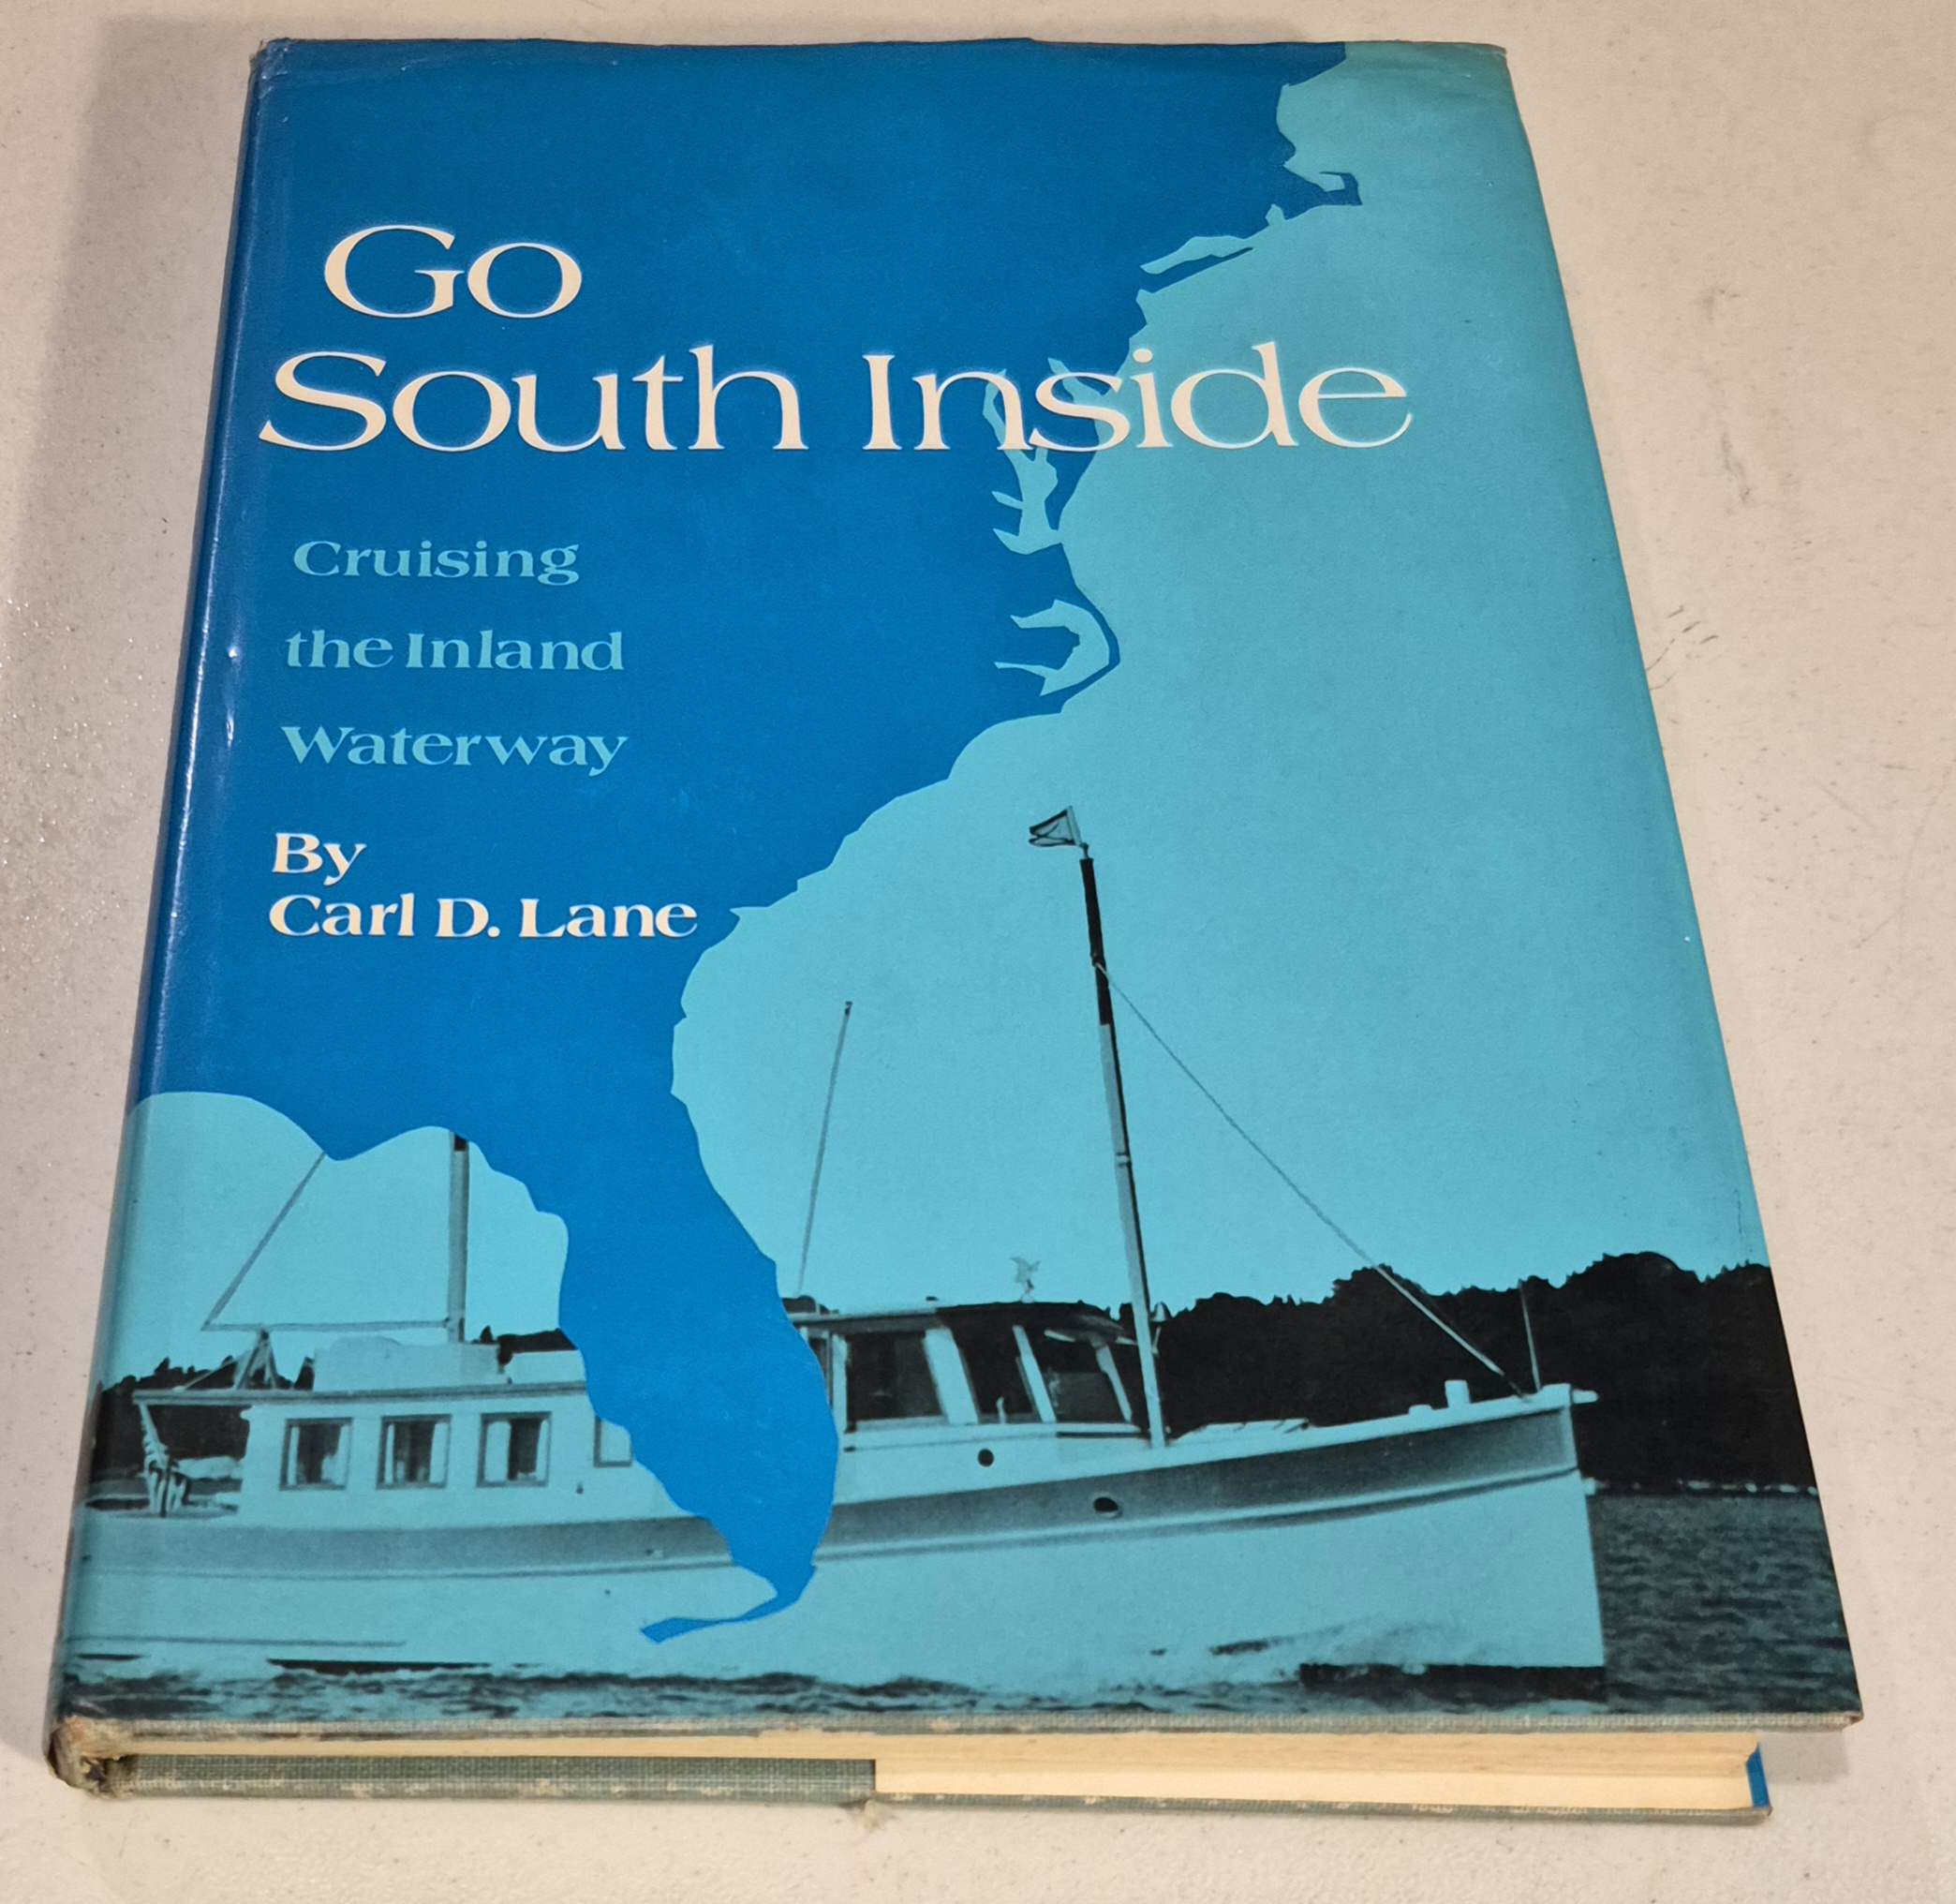 Go
South Inside
Cruising
the Inland
Waterway
By
Carl D. Lane